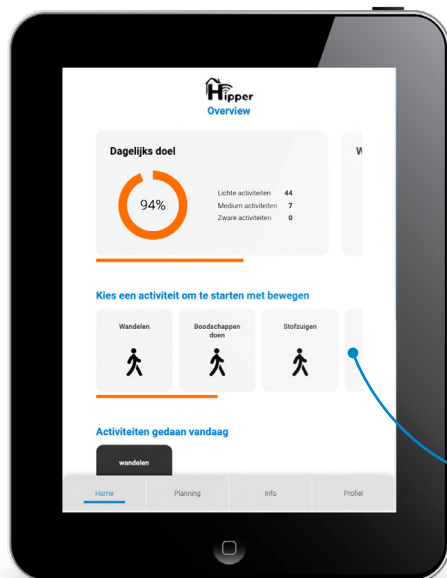 Hipper
Overview
Dagelijks doel
W
94%
Lichte activiteiten 44
Medium activiteiten 7
Zware activiteiten 0
Kies een activiteit om te starten met bewegen
Wandelen
Boodschappen
doen
Stofzuigen
Activiteiten gedaan vandaag
wandelen
Home
Planning
Info
Profiel